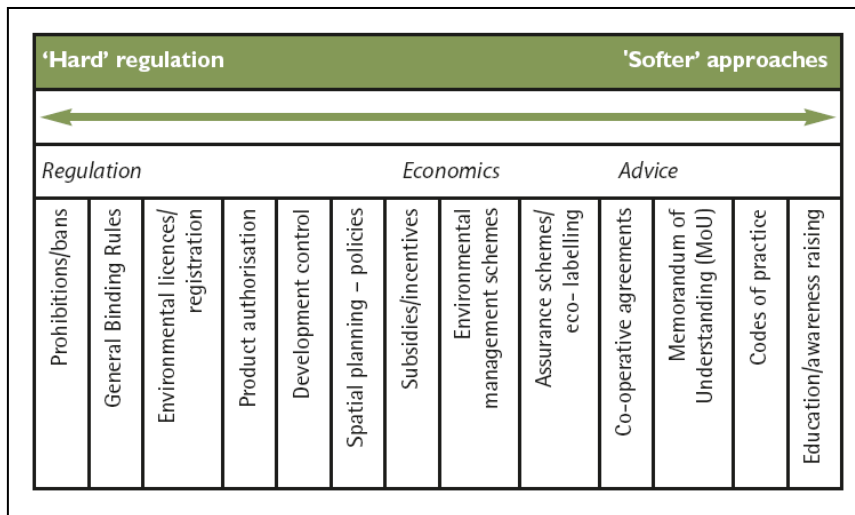 ‘Hard’ regulation
'Softer’ approaches
Regulation
Economics
Advice
Prohibitions/bans
General Binding Rules
Environmental licences/
registration
Product authorisation
Development control
Spatial planning – policies
Subsidies/incentives
Environmental
management schemes
Assurance schemes/
eco- labelling
Co-operative agreements
Memorandum of
Understanding (MoU)
Codes of practice
Education/awareness raising